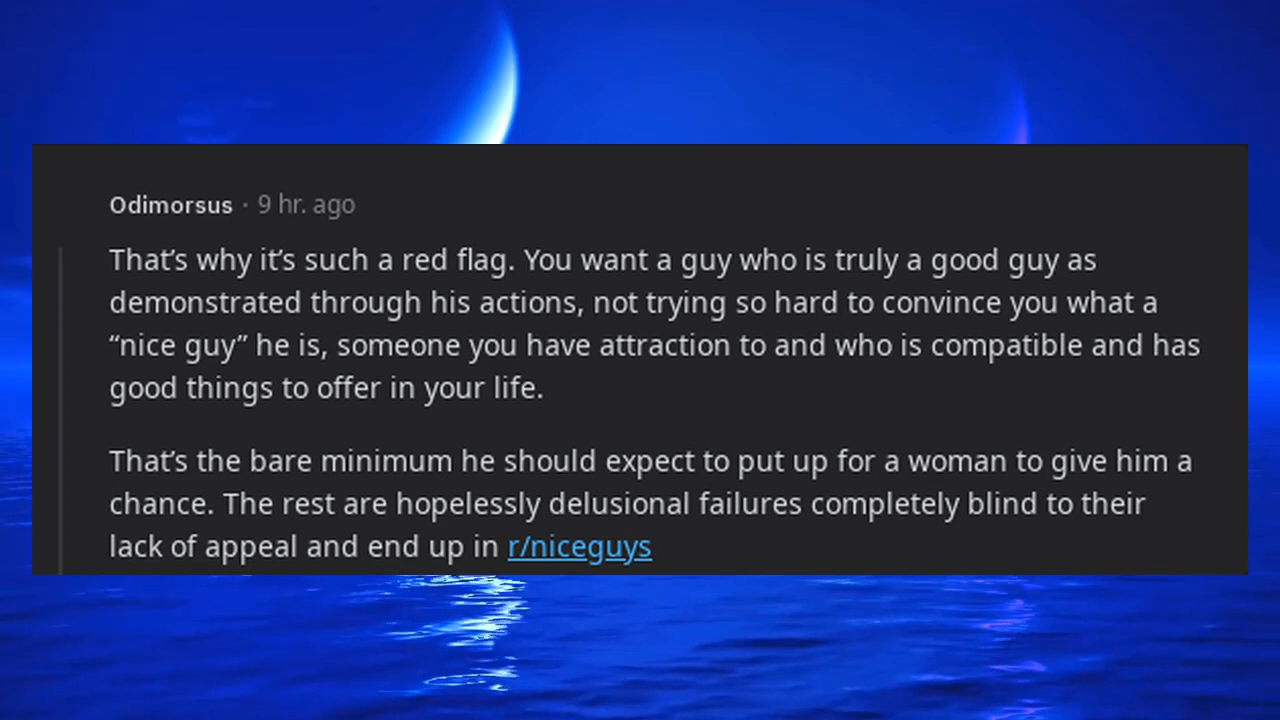 Odimorsus · 9 hr. ago
That’s why it’s such a red flag. You want a guy who is truly a good guy as
demonstrated through his actions, not trying so hard to convince you what a
“nice guy” he is, someone you have attraction to and who is compatible and has
good things to offer in your life.
That’s the bare minimum he should expect to put up for a woman to give him a
chance. The rest are hopelessly delusional failures completely blind to their
lack of appeal and end up in r/niceguys